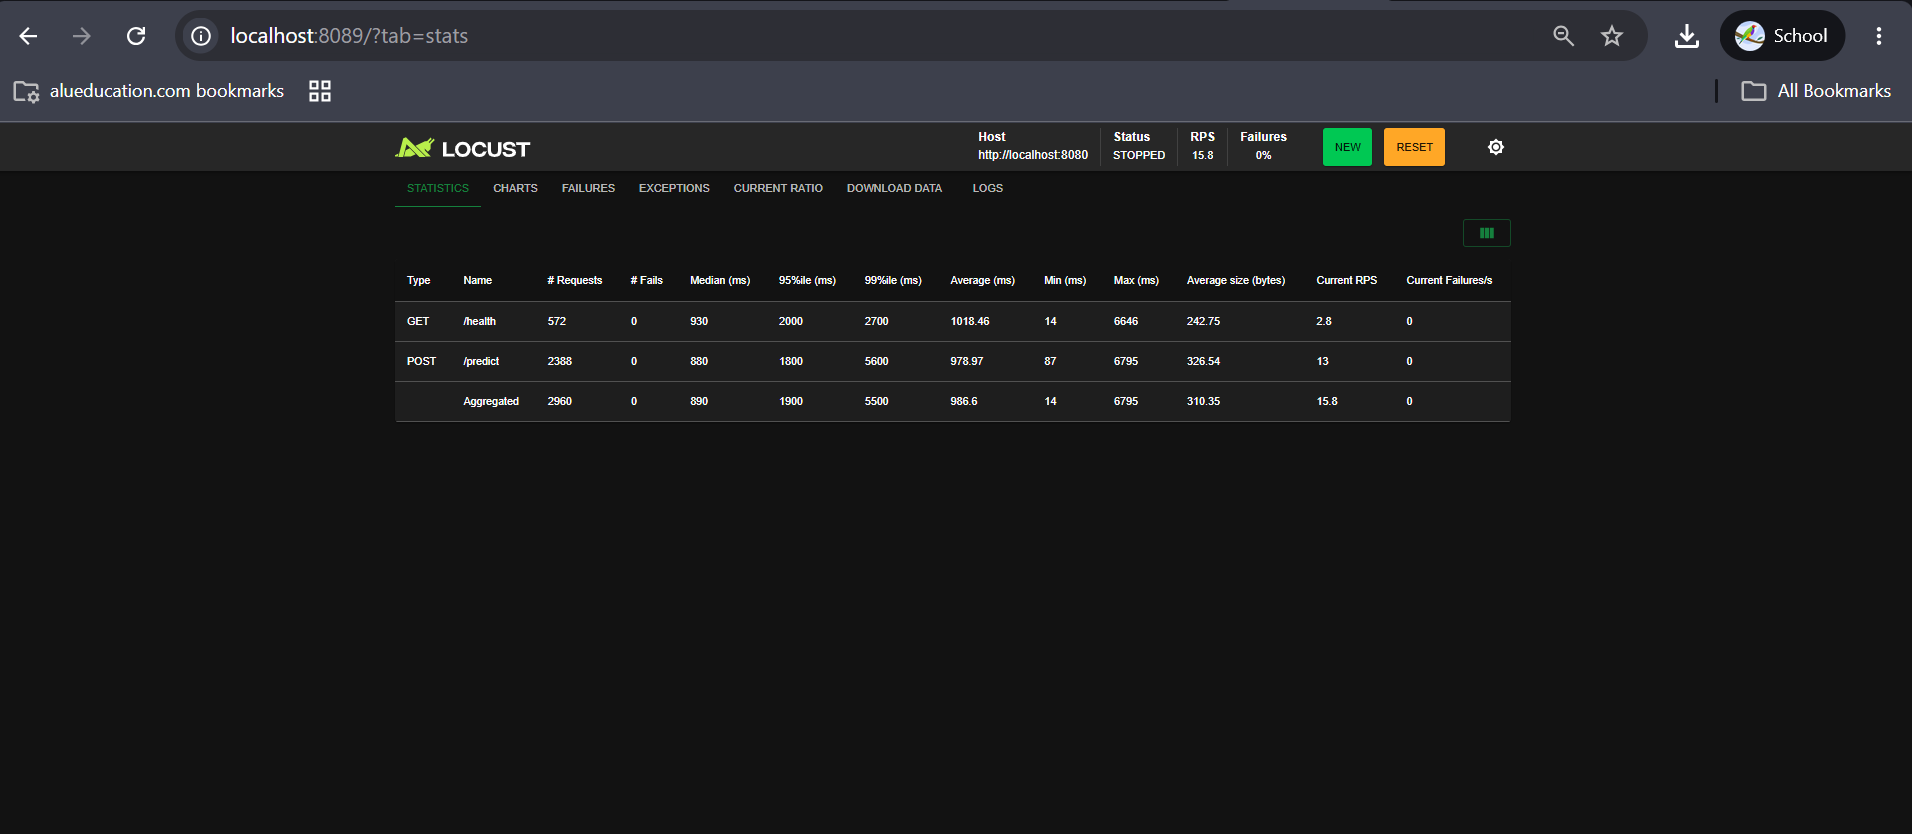 localhost:8089/?tab=stats School
alueducation.com bookmarks All Bookmarks
LOCUST
Host Status RPS Failures
http://localhost:8080 STOPPED 15.8 0%
NEW RESET
STATISTICS CHARTS FAILURES EXCEPTIONS CURRENT RATIO DOWNLOAD DATA LOGS
Type Name # Requests # Fails Median (ms) 95%ile (ms) 99%ile (ms) Average (ms) Min (ms) Max (ms) Average size (bytes) Current RPS Current Failures/s
GET /health 572 0 930 2000 2700 1018.46 14 6646 242.75 2.8 0
POST /predict 2388 0 880 1800 5600 978.97 87 6795 326.54 13 0
Aggregated 2960 0 890 1900 5500 986.6 14 6795 310.35 15.8 0